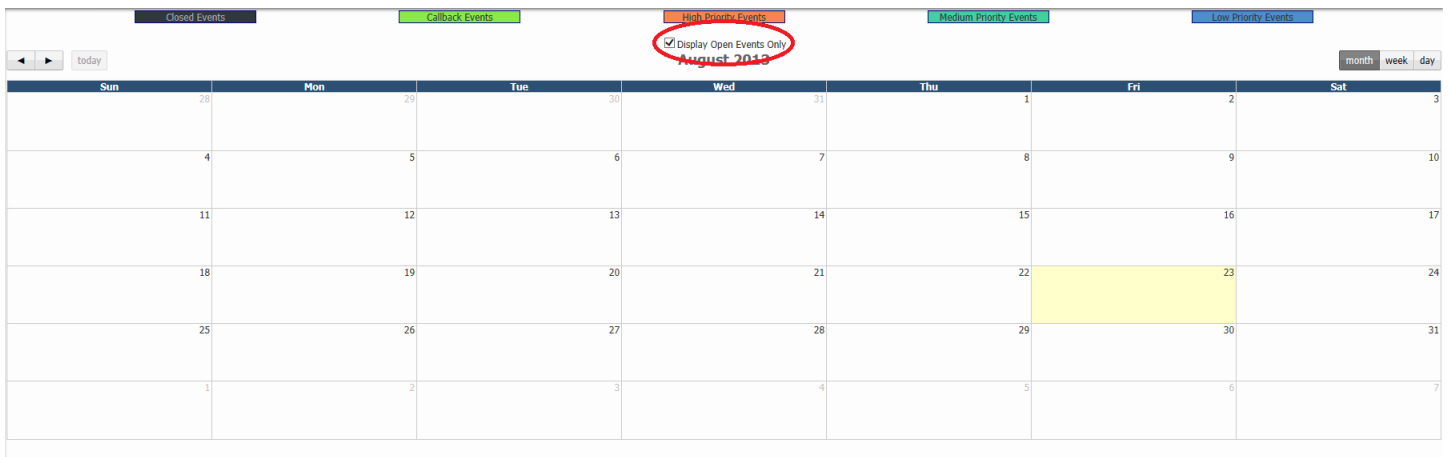 Closed Events Callback Events High Priority Events Medium Priority Events Low Priority Events
Display Open Events Only
◄ ► today August 2013 month week day
Sun Mon Tue Wed Thu Fri Sat
28 29 30 31 1 2 3
4 5 6 7 8 9 10
11 12 13 14 15 16 17
18 19 20 21 22 23 24
25 26 27 28 29 30 31
1 2 3 4 5 6 7